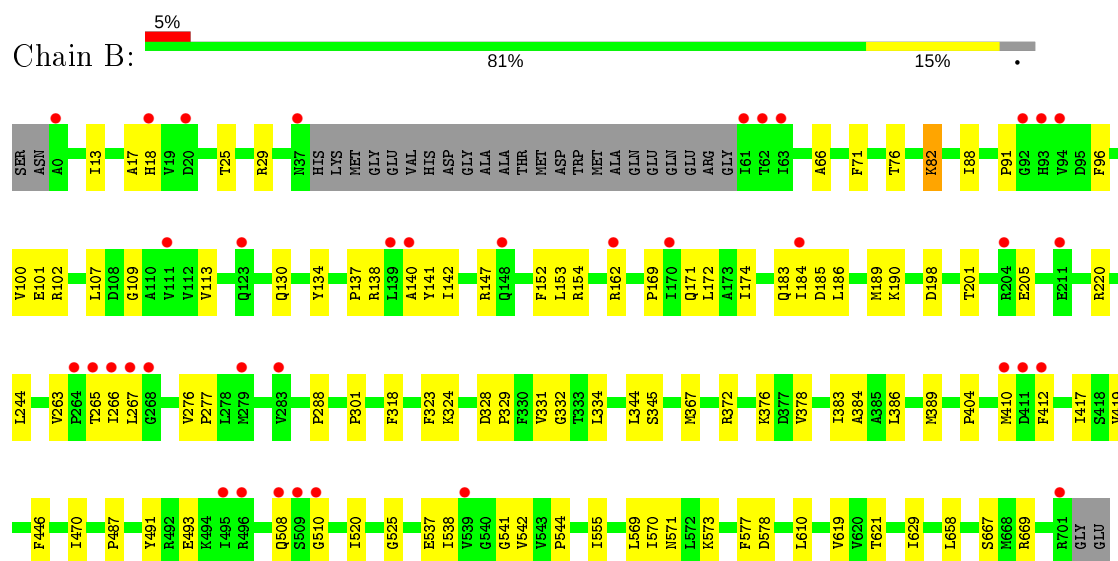 5%
Chain B:
81% 15% •
SER ASN A0 I13 A17 H18 V19 D20 T25 R29 N37 HIS LYS MET GLY GLU VAL HIS ASP GLY ALA ALA THR MET ASP TRP MET ALA GLN GLU GLN GLU ARG GLY I61 T62 I63 A66 F71 T76 K82 I88 P91 G92 H93 V94 D95 F96
V100 E101 R102 L107 D108 G109 A110 V111 V112 V113 Q123 Q130 Y134 P137 R138 L139 A140 Y141 I142 R147 Q148 F152 L153 R154 R162 P169 I170 Q171 L172 A173 I174 Q183 I184 D185 L186 M189 K190 D198 T201 R204 E205 E211 R220
L244 V263 P264 T265 I266 L267 G268 V276 P277 L278 M279 V283 P288 P301 F318 F323 K324 D328 P329 F330 V331 G332 T333 L334 L344 S345 M367 R372 K376 D377 V378 I383 A384 A385 L386 M389 P404 M410 D411 F412 I417 S418 V419
F446 I470 P487 Y491 R492 E493 K494 I495 R496 Q508 S509 G510 I520 G525 E537 I538 V539 G540 G541 V542 V543 P544 I555 L569 I570 N571 L572 K573 F577 D578 L610 V619 V620 T621 I629 L658 S667 M668 R669 R701 GLY GLU